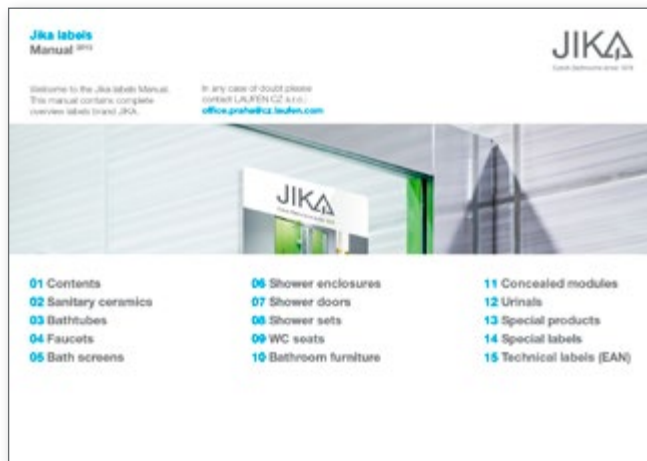 Jika labels
Manual 2013
Welcome to the Jika labels Manual.
This manual contains complete
overview labels brand JIKA.
In any case of doubt please
contact LAUFEN CZ s.r.o.:
office.praha@cz.laufen.com
JIKA
JIKA
01 Contents
02 Sanitary ceramics
03 Bathtubes
04 Faucets
05 Bath screens
06 Shower enclosures
07 Shower doors
08 Shower sets
09 WC seats
10 Bathroom furniture
11 Concealed modules
12 Urinals
13 Special products
14 Special labels
15 Technical labels (EAN)